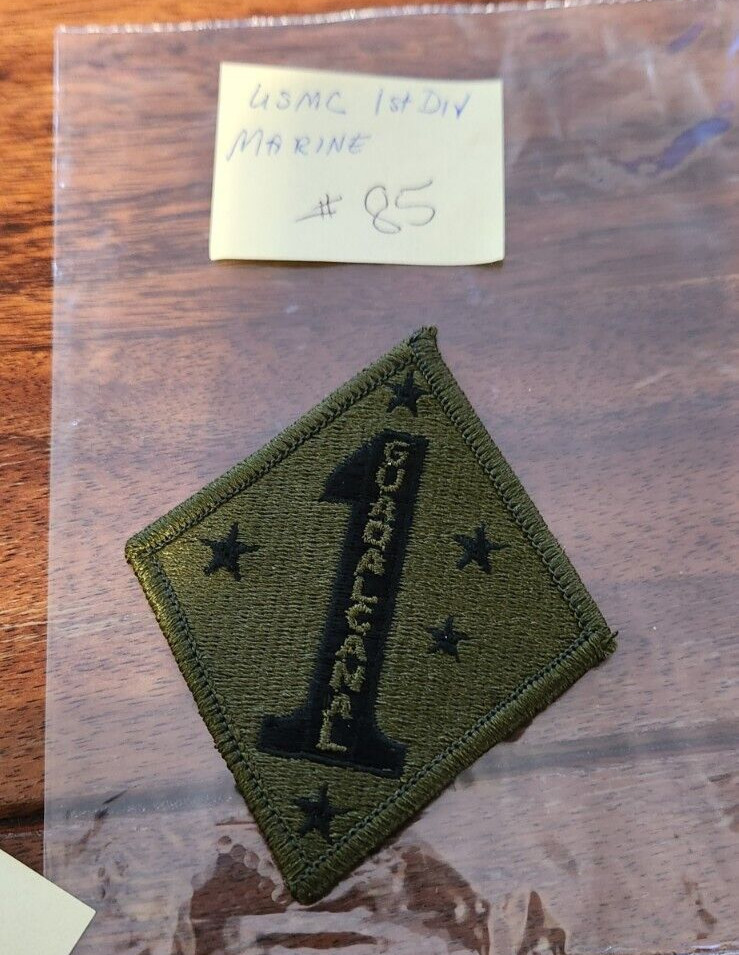 USMC 1st DIV
MARINE
# 85
GUADALCANAL